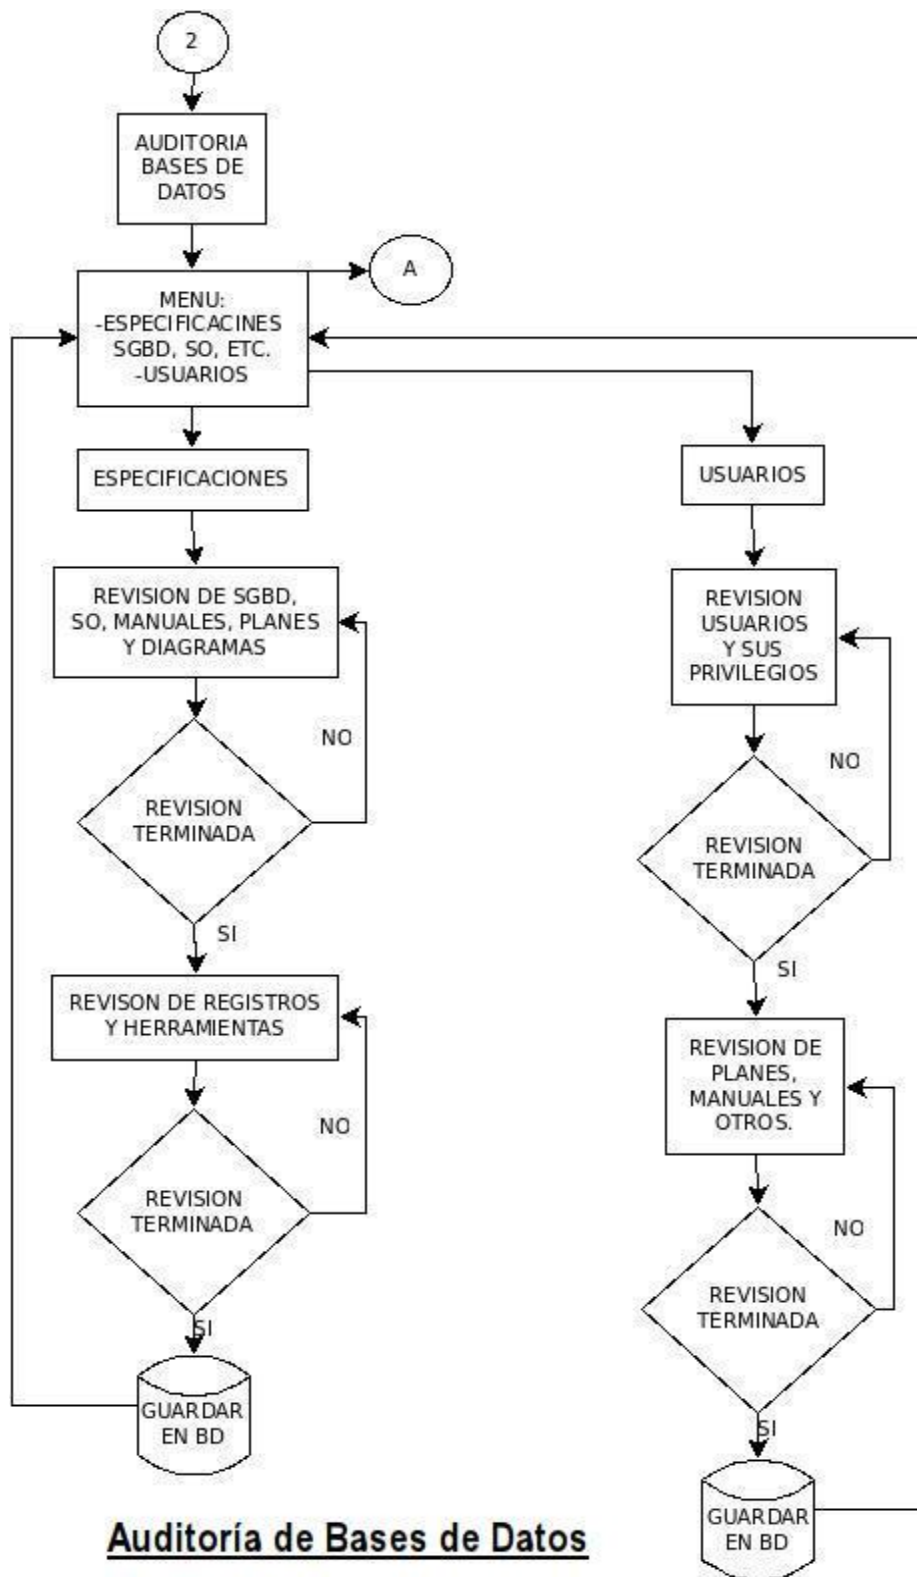 2
AUDITORIA
BASES DE
DATOS
A
MENU:
-ESPECIFICACINES
SGBD, SO, ETC.
-USUARIOS
ESPECIFICACIONES
USUARIOS
REVISION DE SGBD,
SO, MANUALES, PLANES
Y DIAGRAMAS
REVISION
USUARIOS
Y SUS
PRIVILEGIOS
NO
NO
REVISION
TERMINADA
REVISION
TERMINADA
SI
SI
REVISON DE REGISTROS
Y HERRAMIENTAS
REVISION DE
PLANES,
MANUALES Y
OTROS.
NO
NO
REVISION
TERMINADA
REVISION
TERMINADA
SI
SI
GUARDAR
EN BD
GUARDAR
EN BD
Auditoría de Bases de Datos